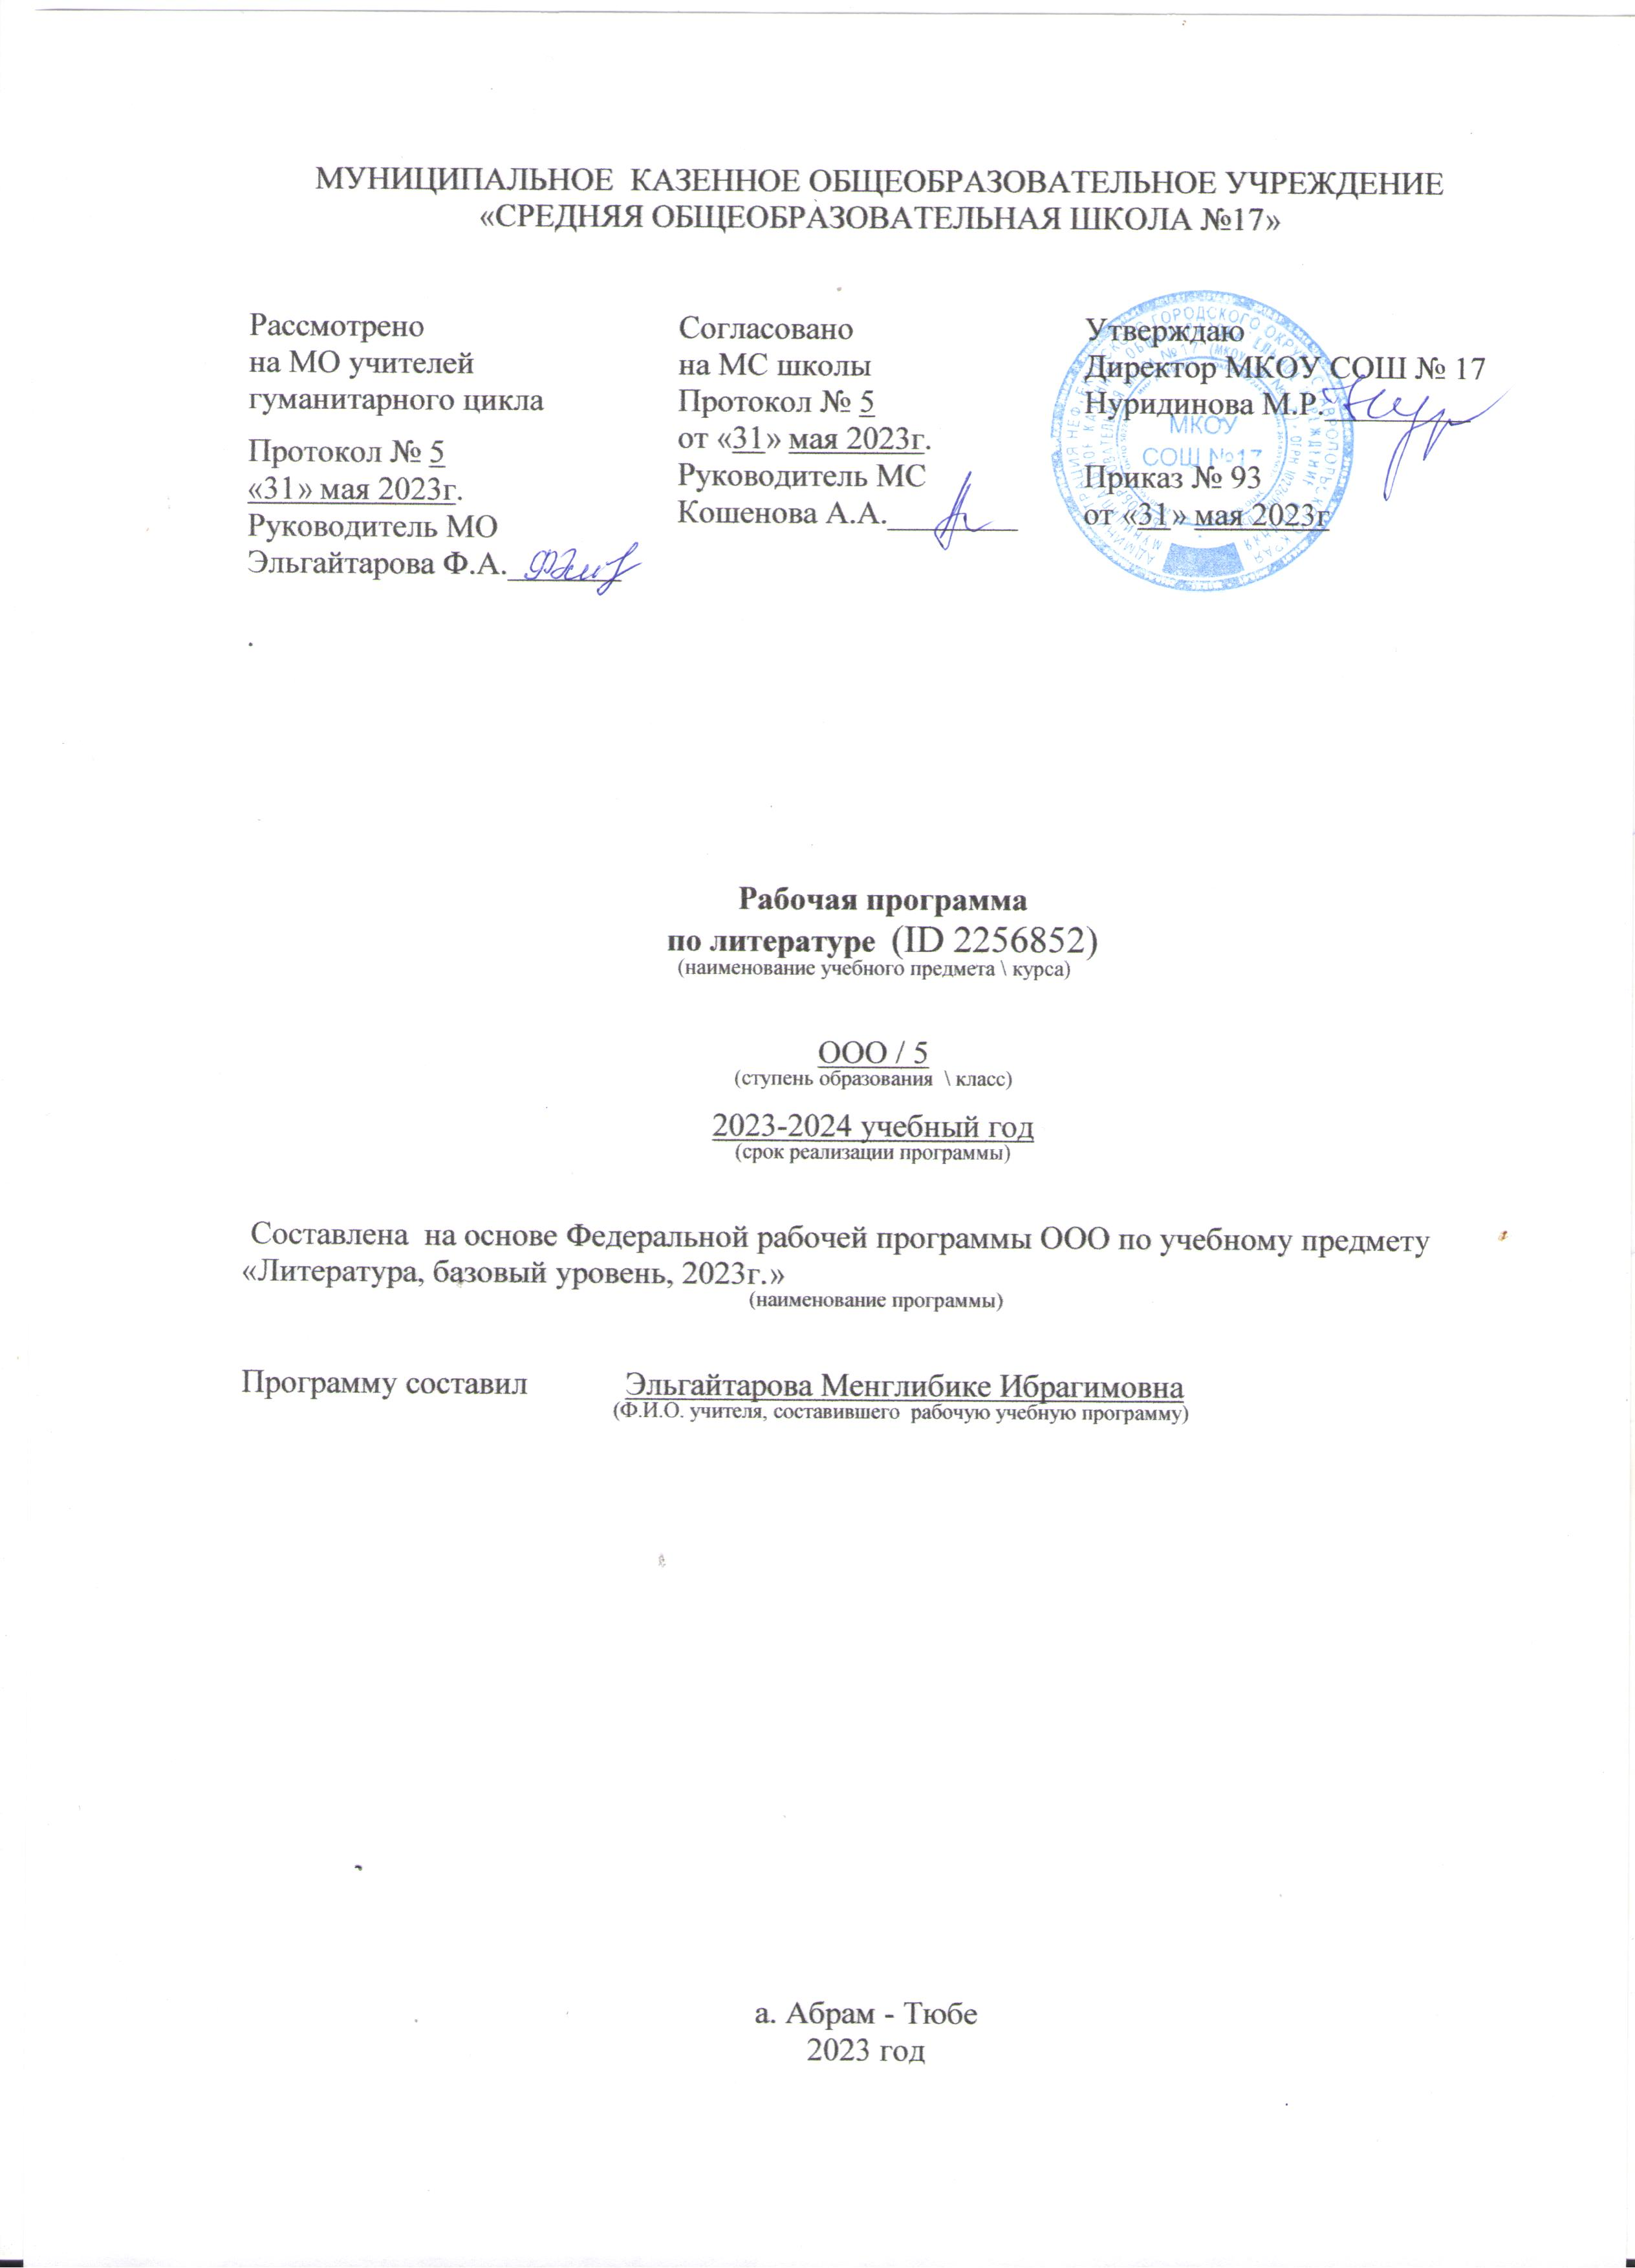 МУНИЦИПАЛЬНОЕ КАЗЕННОЕ ОБЩЕОБРАЗОВАТЕЛЬНОЕ УЧРЕЖДЕНИЕ
«СРЕДНЯЯ ОБЩЕОБРАЗОВАТЕЛЬНАЯ ШКОЛА №17»
Рассмотрено
на МО учителей
гуманитарного цикла
Протокол № 5
«31» мая 2023г.
Руководитель МО
Эльгайтарова Ф.А.
Согласовано
на МС школы
Протокол № 5
от «31» мая 2023г.
Руководитель МС
Кошенова А.А.
Утверждаю
Директор МКОУ СОШ № 17
Нуридинова М.Р.
Приказ № 93
от «31» мая 2023г
МКОУ
СОШ №17
Рабочая программа
по литературе (ID 2256852)
(наименование учебного предмета \ курса)
ООО / 5
(ступень образования \ класс)
2023-2024 учебный год
(срок реализации программы)
Составлена на основе Федеральной рабочей программы ООО по учебному предмету
«Литература, базовый уровень, 2023г.»
(наименование программы)
Программу составил Эльгайтарова Менглибике Ибрагимовна
(Ф.И.О. учителя, составившего рабочую учебную программу)
а. Абрам - Тюбе
2023 год